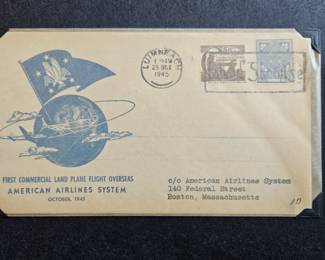 LUIMNEACH
1945
FIRST COMMERCIAL LAND PLANE FLIGHT OVERSEAS
AMERICAN AIRLINES SYSTEM
OCTOBER, 1945
c/o American Airlines System
140 Federal Street
Boston, Massachusetts